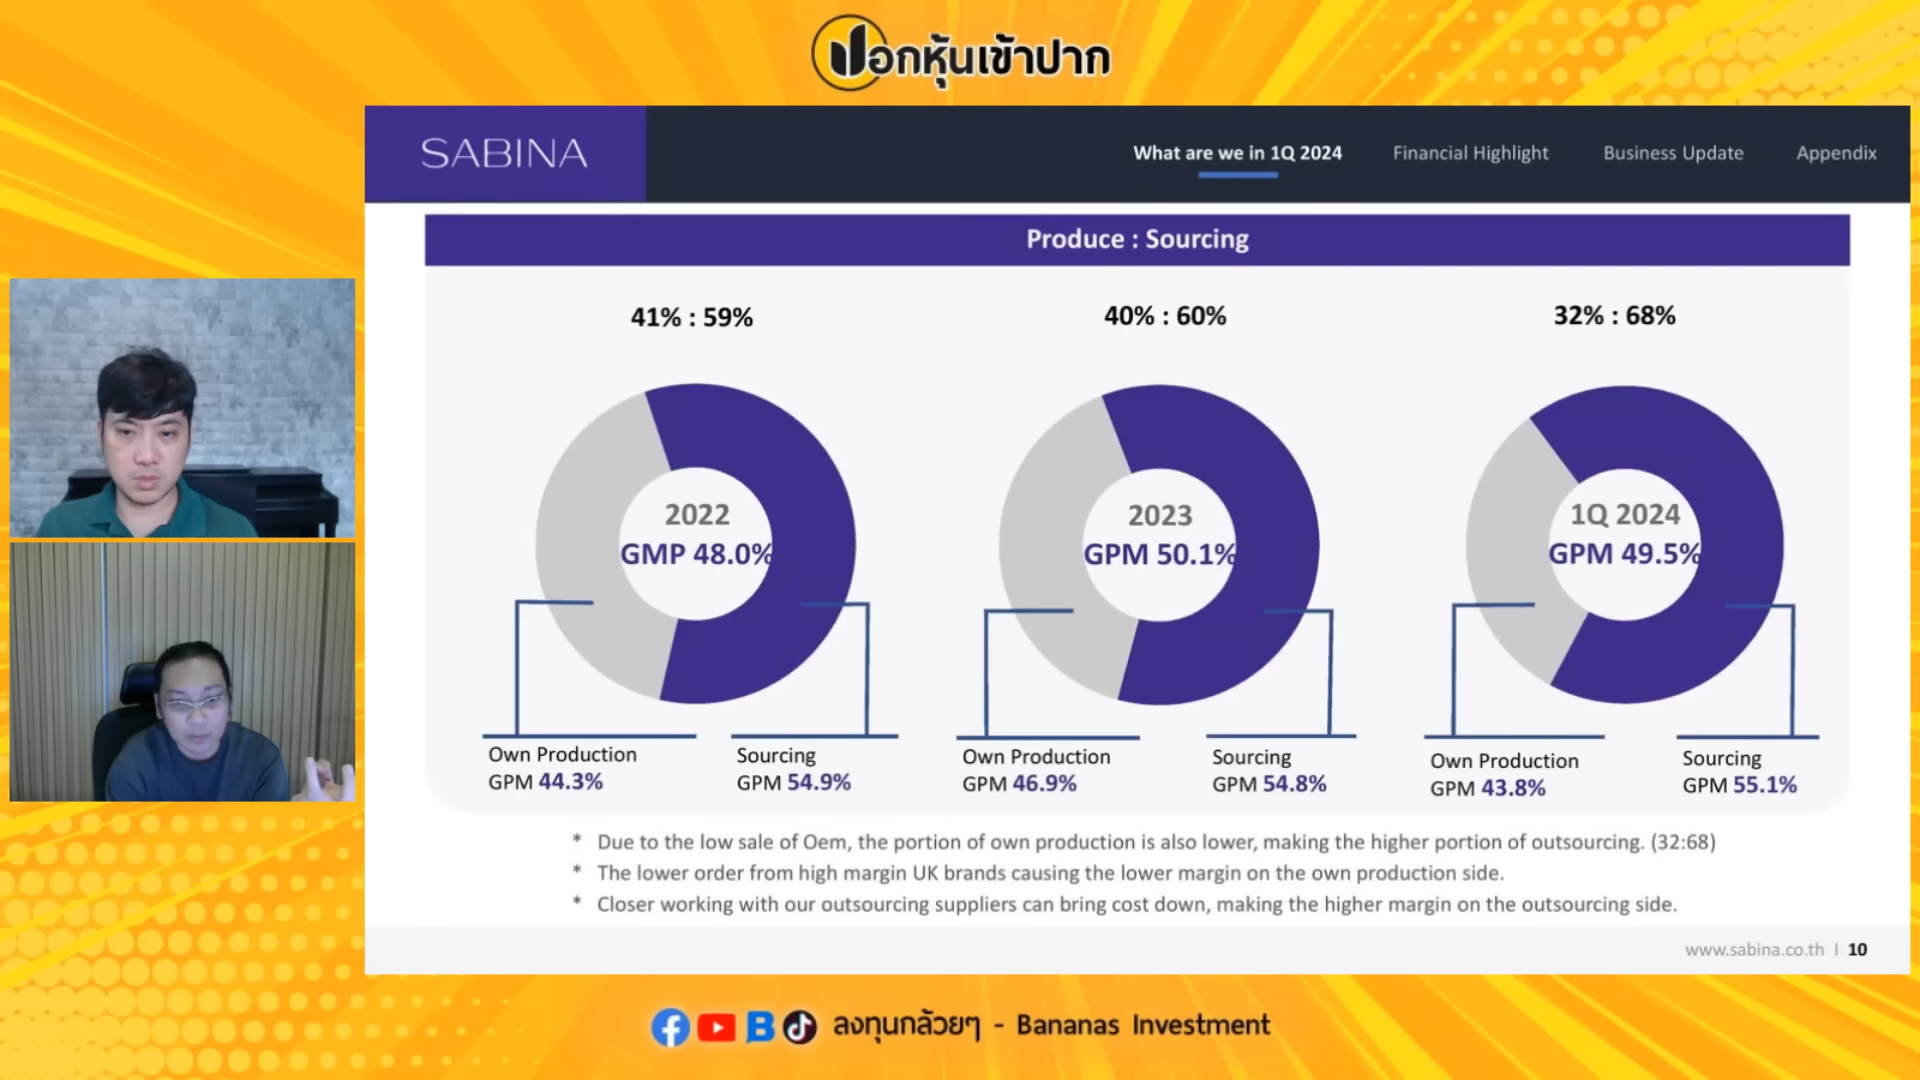 ปอกหุ้นเข้าปาก
SABINA
What are we in 1Q 2024
Financial Highlight
Business Update
Appendix
Produce : Sourcing
41% : 59%
40% : 60%
32% : 68%
2022
GMP 48.0%
2023
GPM 50.1%
1Q 2024
GPM 49.5%
Own Production
GPM 44.3%
Sourcing
GPM 54.9%
Own Production
GPM 46.9%
Sourcing
GPM 54.8%
Own Production
GPM 43.8%
Sourcing
GPM 55.1%
* Due to the low sale of Oem, the portion of own production is also lower, making the higher portion of outsourcing. (32:68)
* The lower order from high margin UK brands causing the lower margin on the own production side.
* Closer working with our outsourcing suppliers can bring cost down, making the higher margin on the outsourcing side.
www.sabina.co.th | 10
ลงทุนกล้วยๆ - Bananas Investment